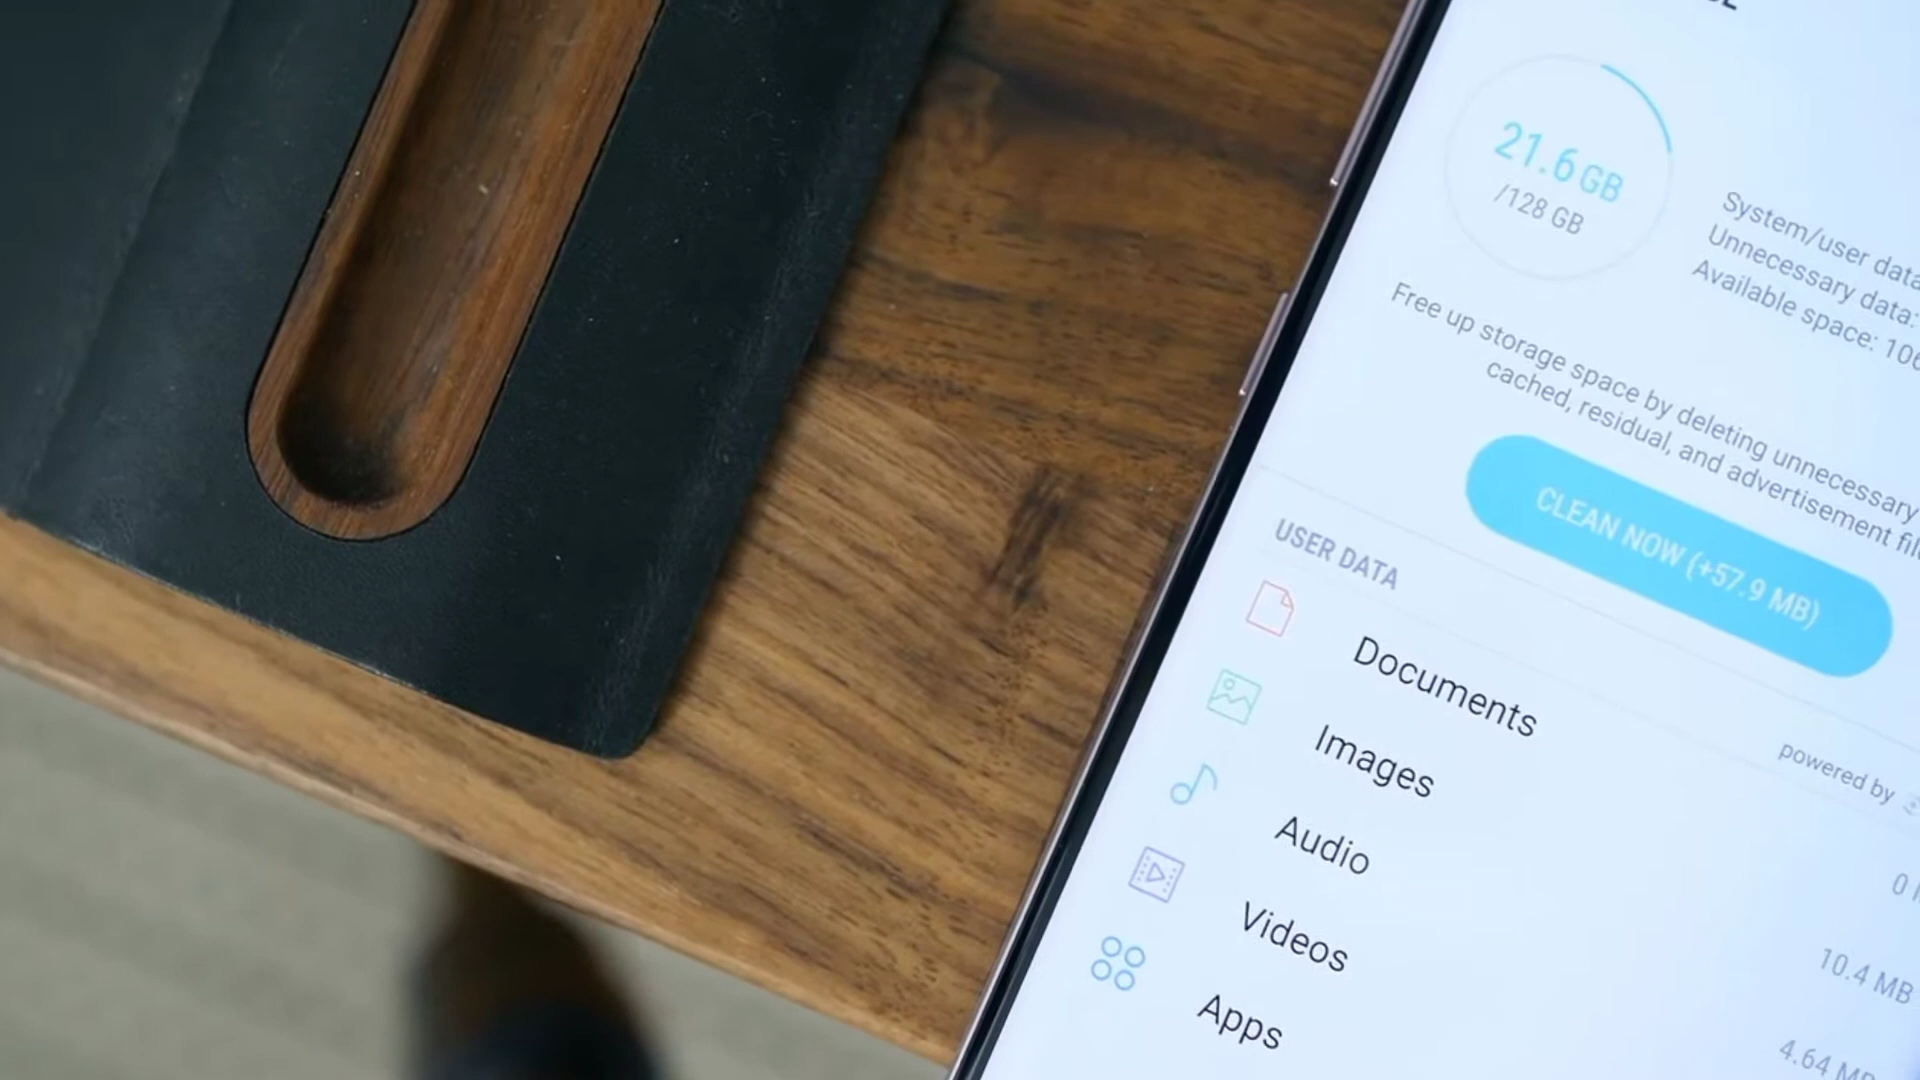 21.6 GB
/128 GB
System/user data
Unnecessary data:
Available space: 106
Free up storage space by deleting unnecessary
cached, residual, and advertisement
CLEAN NOW (+57.9 MB)
USER DATA
powered by
Documents
0
Images
10.4 MB
Audio
4.64 MB
Videos
Apps